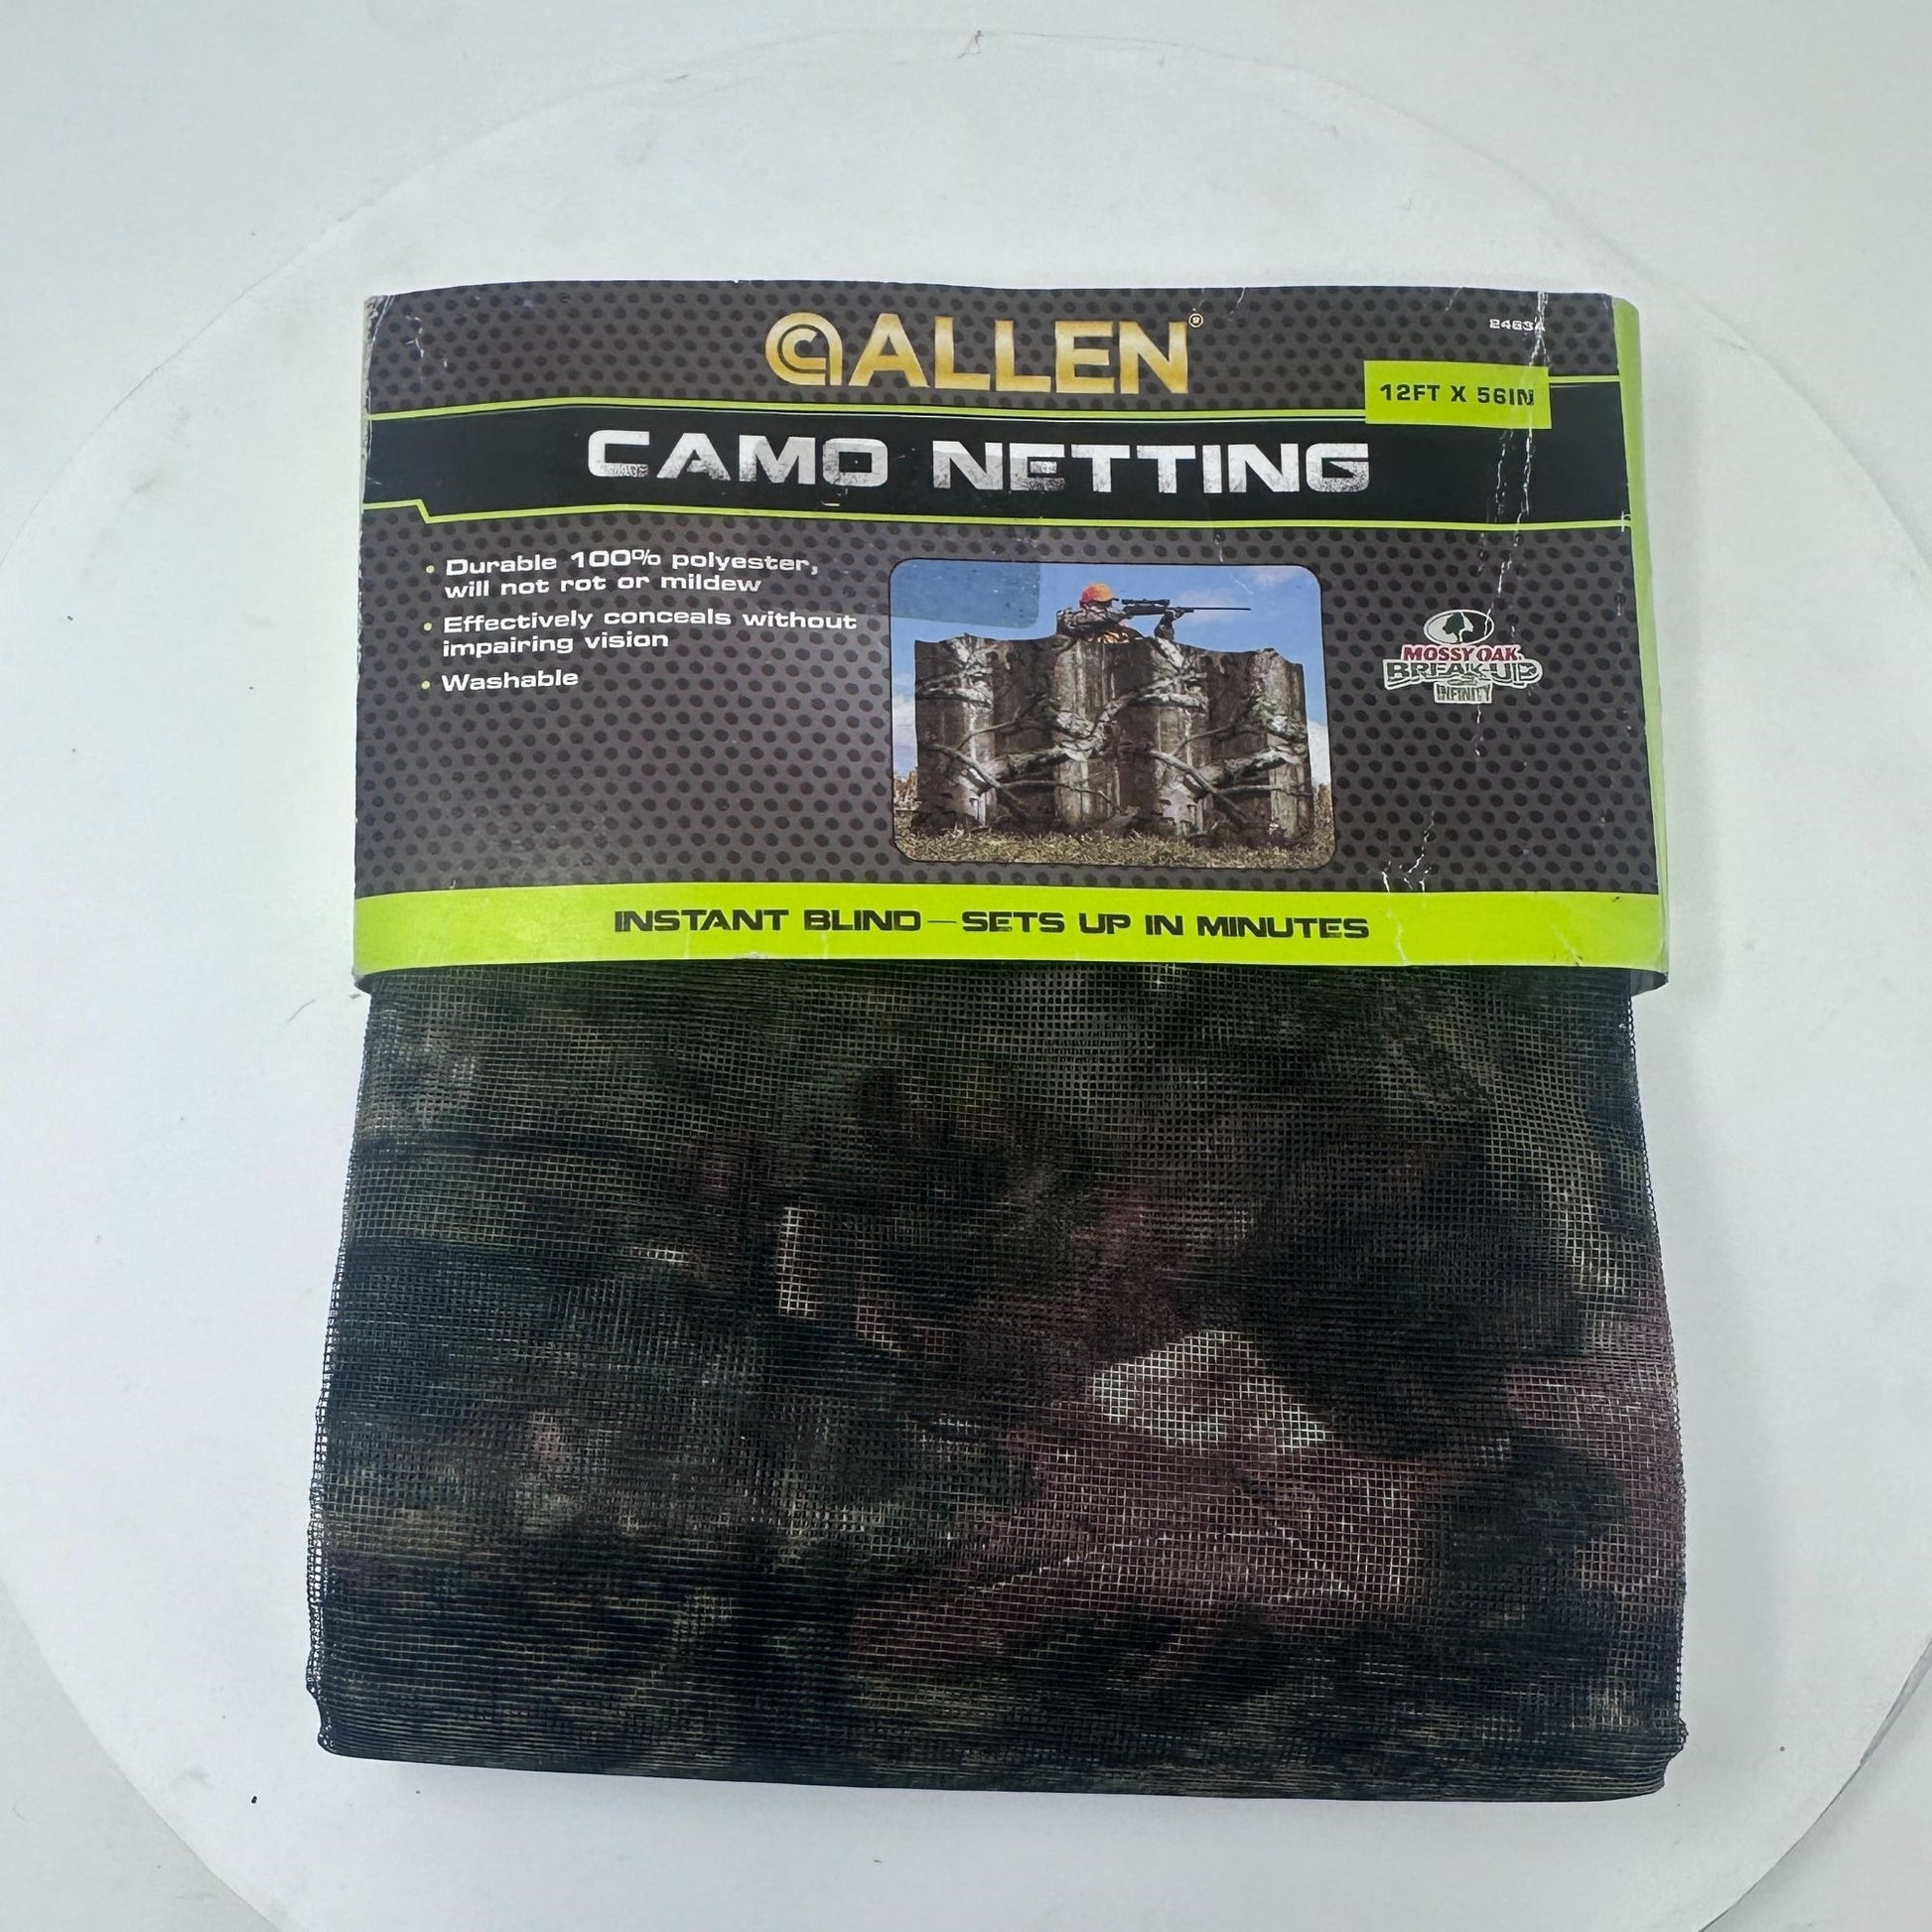 ALLEN®
12FT X 56IN
CAMO NETTING
• Durable 100% polyester,
will not rot or mildew
• Effectively conceals without
impairing vision
• Washable
MOSSY OAK
BREAK-UP
INFINITY
INSTANT BLIND—SETS UP IN MINUTES